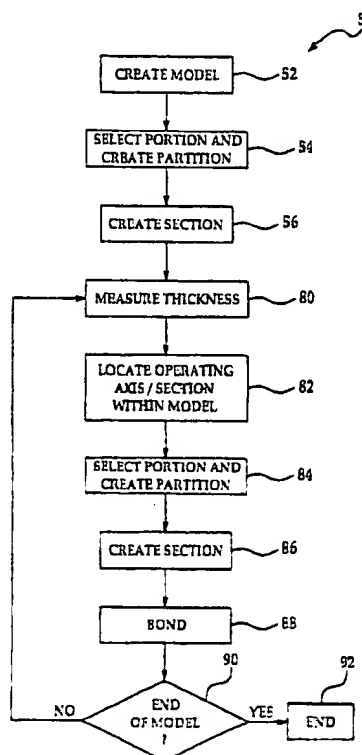 CREATE MODEL
52
SELECT PORTION AND
CREATE PARTITION
54
CREATE SECTION
56
MEASURE THICKNESS
80
LOCATE OPERATING
AXIS / SECTION
WITHIN MODEL
82
SELECT PORTION AND
CREATE PARTITION
84
CREATE SECTION
86
BOND
88
90
92
NO
END
OF MODEL
?
YES
END